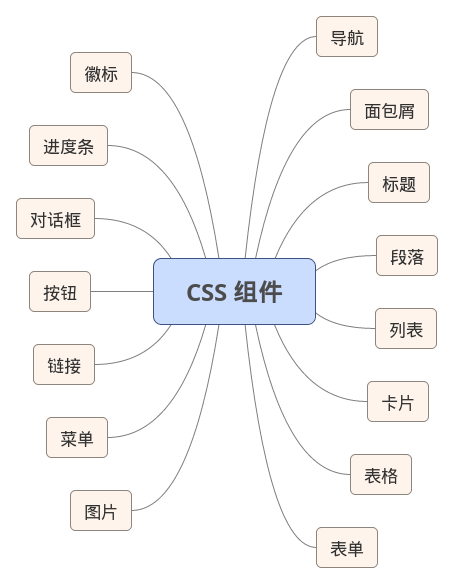 CSS 组件
导航
面包屑
标题
段落
列表
卡片
表格
表单
徽标
进度条
对话框
按钮
链接
菜单
图片